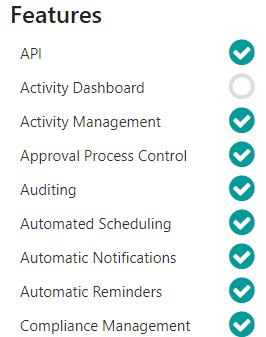 Features
API
Activity Dashboard
Activity Management
Approval Process Control
Auditing
Automated Scheduling
Automatic Notifications
Automatic Reminders
Compliance Management